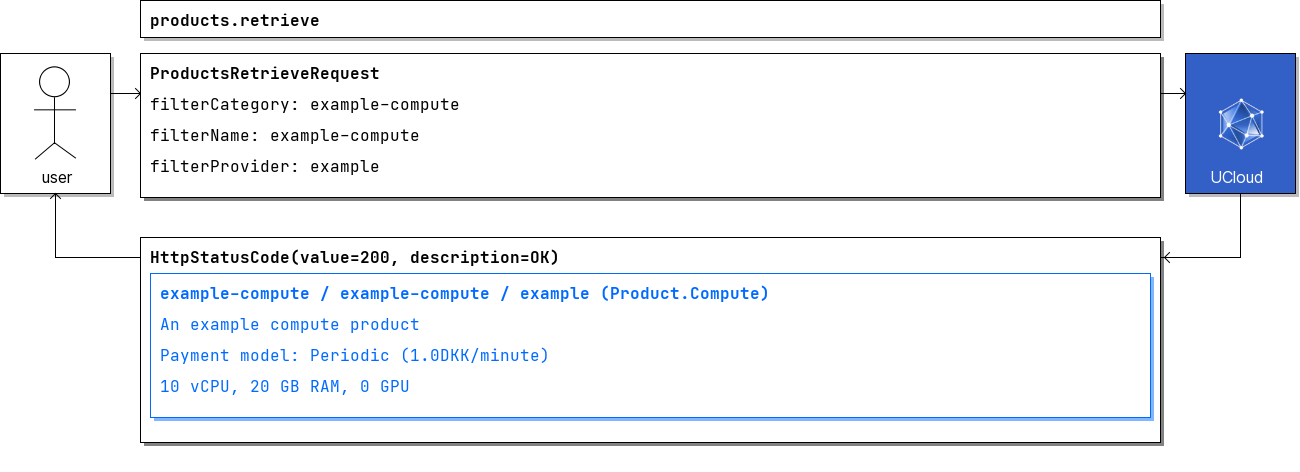 products.retrieve
ProductsRetrieveRequest
filterCategory: example-compute
filterName: example-compute
filterProvider: example
user
UCloud
HttpStatusCode(value=200, description=OK)
example-compute / example-compute / example (Product.Compute)
An example compute product
Payment model: Periodic (1.0DKK/minute)
10 vCPU, 20 GB RAM, 0 GPU